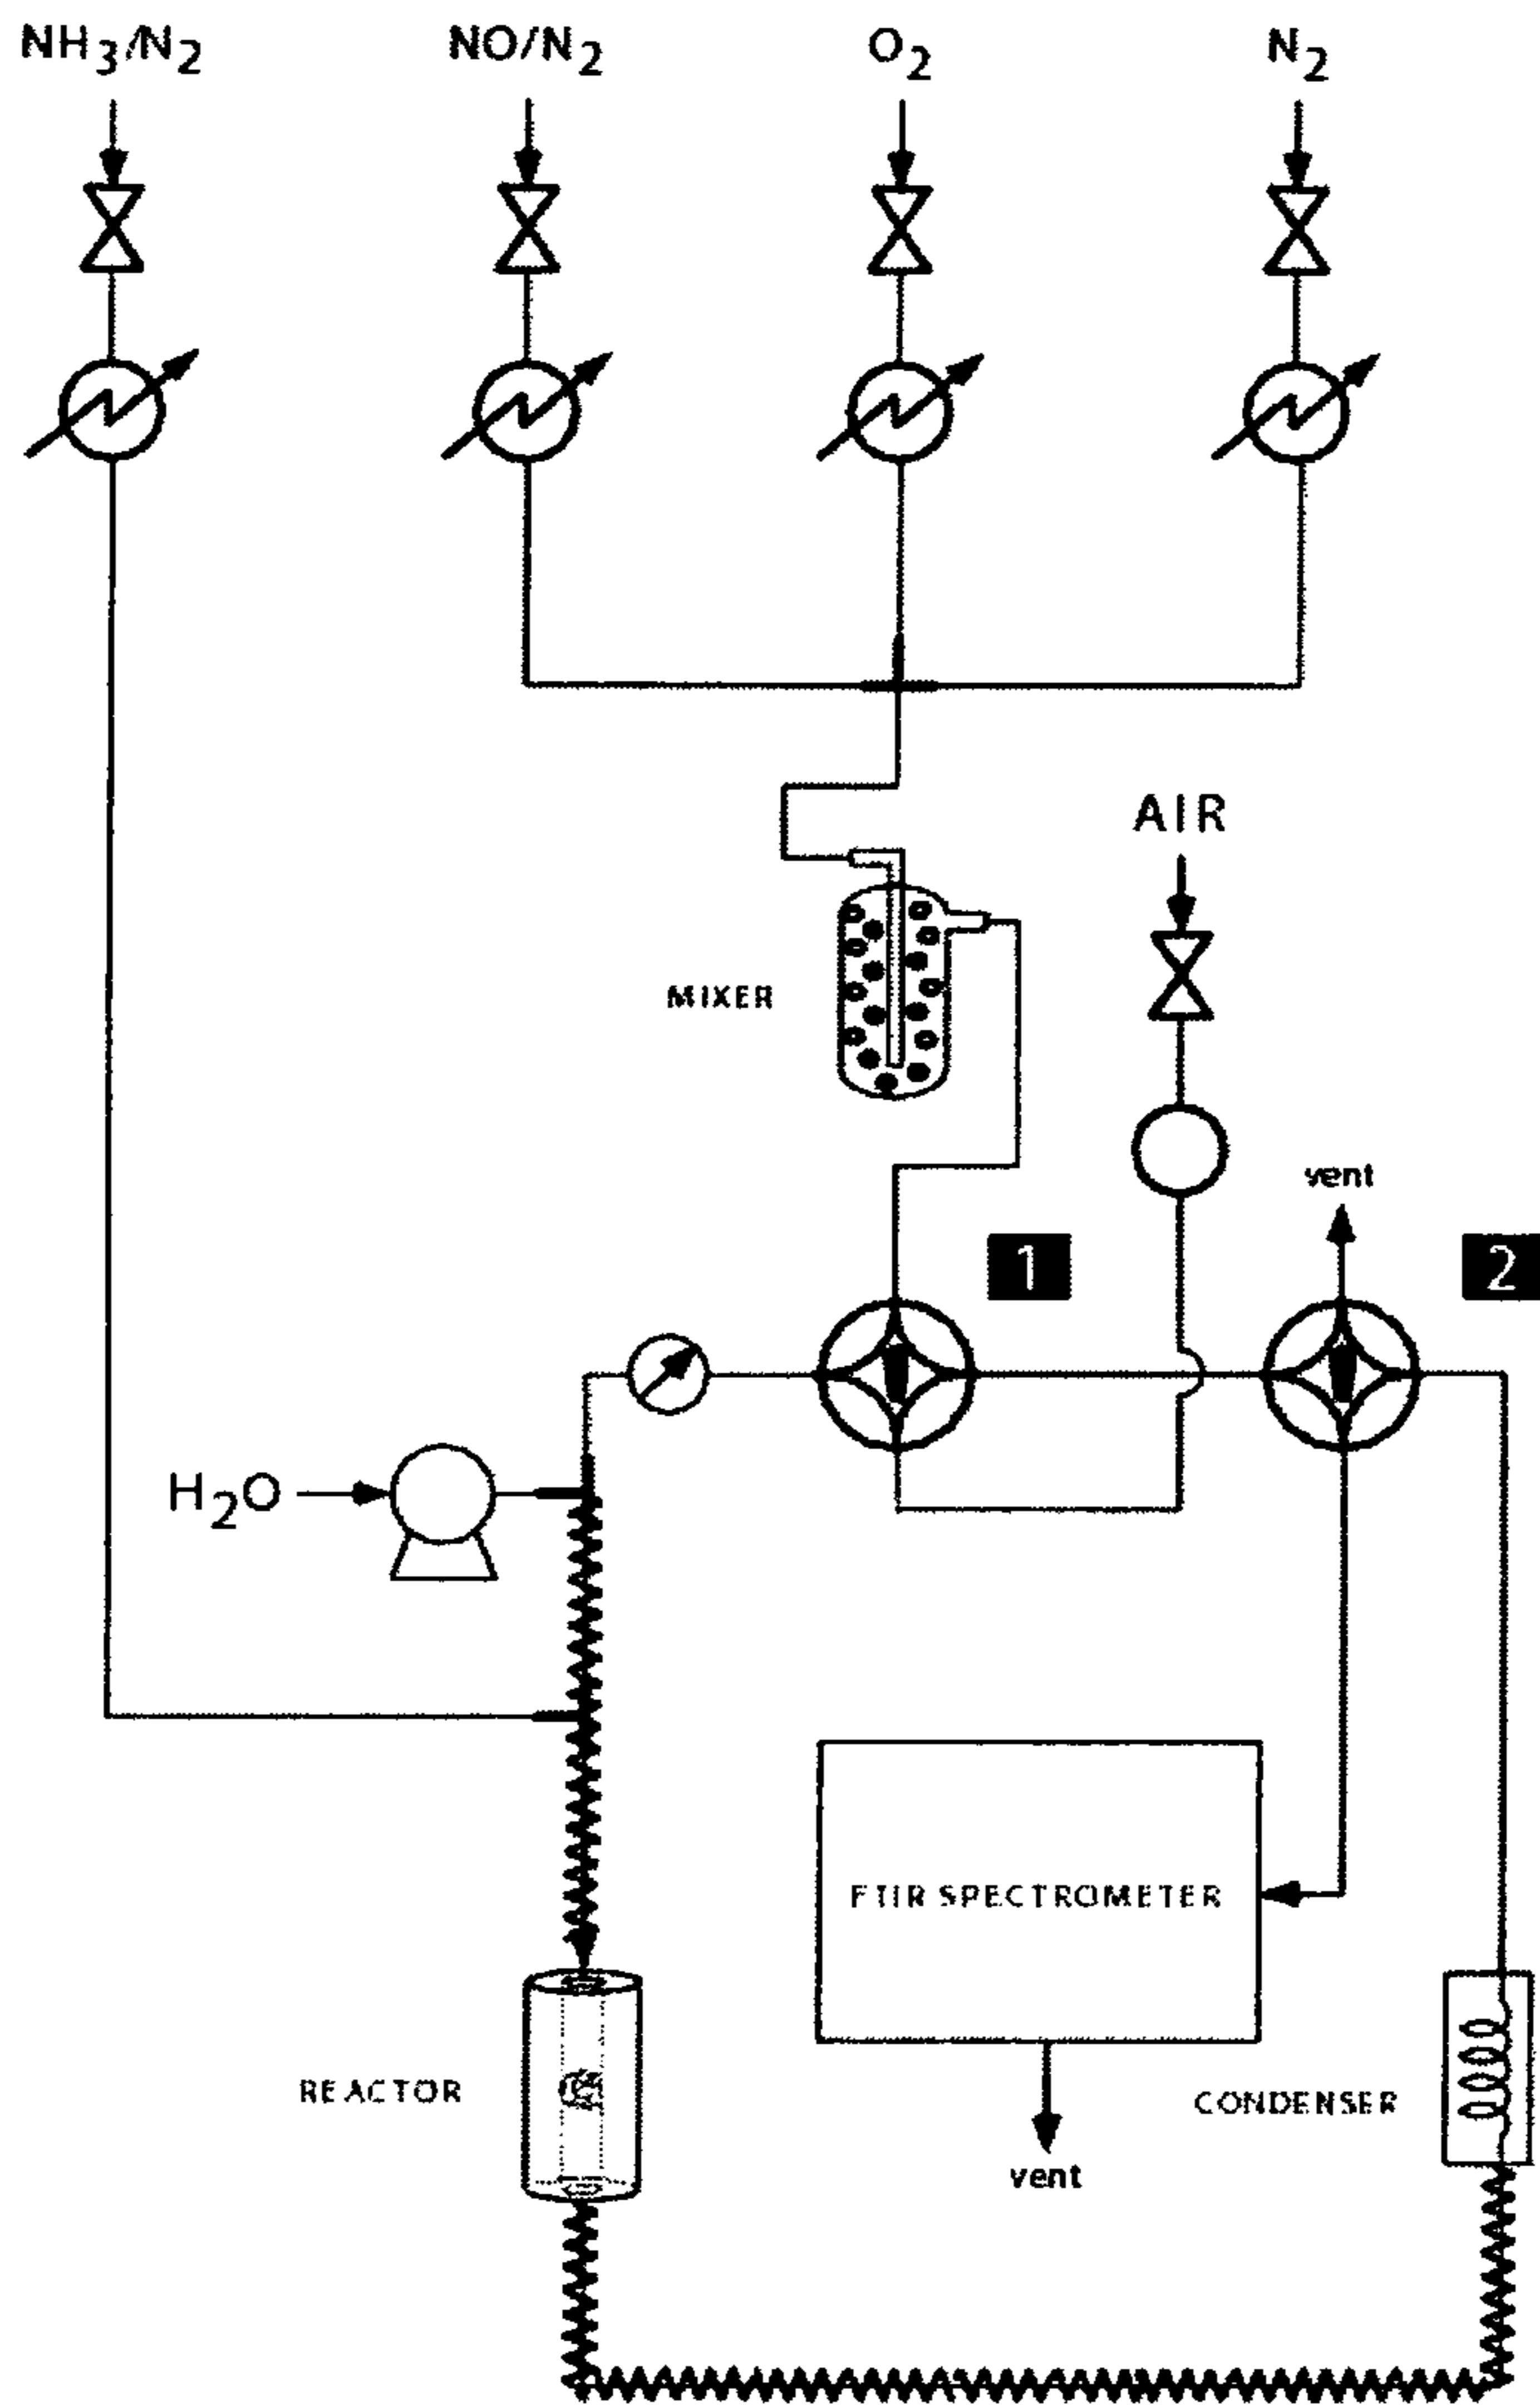 NH3/N2
NO/N2
O2
N2
AIR
MIXER
vent
1
2
H2O
FTIR SPECTROMETER
REACTOR
CONDENSER
vent